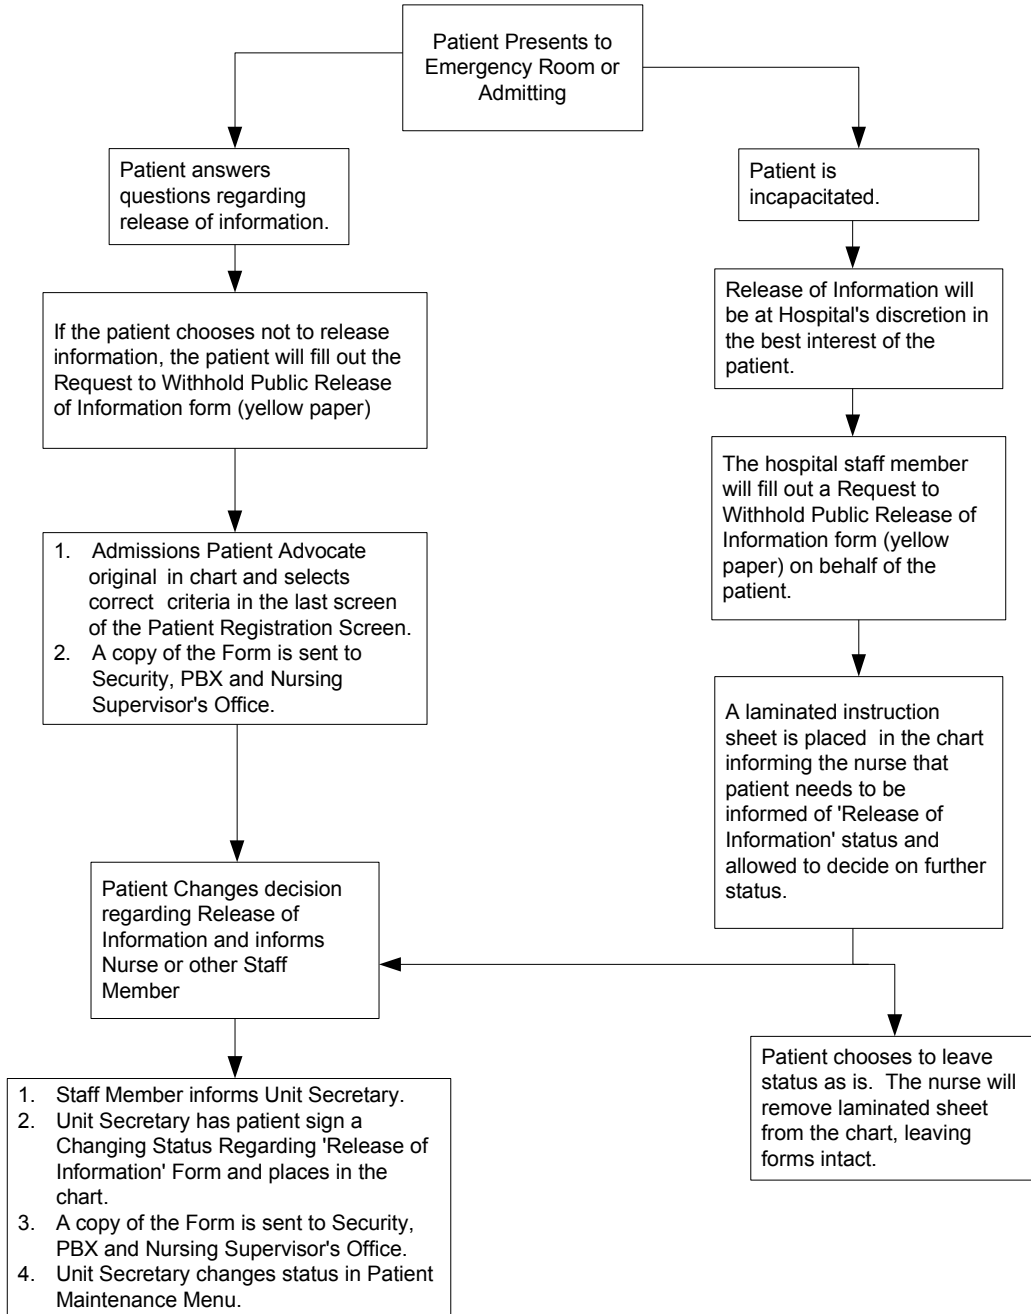 Patient Presents to
Emergency Room or
Admitting
Patient answers
questions regarding
release of information.
Patient is
incapacitated.
If the patient chooses not to release
information, the patient will fill out the
Request to Withhold Public Release
of Information form (yellow paper)
Release of Information will
be at Hospital's discretion in
the best interest of the
patient.
The hospital staff member
will fill out a Request to
Withhold Public Release of
Information form (yellow
paper) on behalf of the
patient.
1. Admissions Patient Advocate
original in chart and selects
correct criteria in the last screen
of the Patient Registration Screen.
2. A copy of the Form is sent to
Security, PBX and Nursing
Supervisor's Office.
A laminated instruction
sheet is placed in the chart
informing the nurse that
patient needs to be
informed of 'Release of
Information' status and
allowed to decide on further
status.
Patient Changes decision
regarding Release of
Information and informs
Nurse or other Staff
Member
Patient chooses to leave
status as is. The nurse will
remove laminated sheet
from the chart, leaving
forms intact.
1. Staff Member informs Unit Secretary.
2. Unit Secretary has patient sign a
Changing Status Regarding 'Release of
Information' Form and places in the
chart.
3. A copy of the Form is sent to Security,
PBX and Nursing Supervisor's Office.
4. Unit Secretary changes status in Patient
Maintenance Menu.